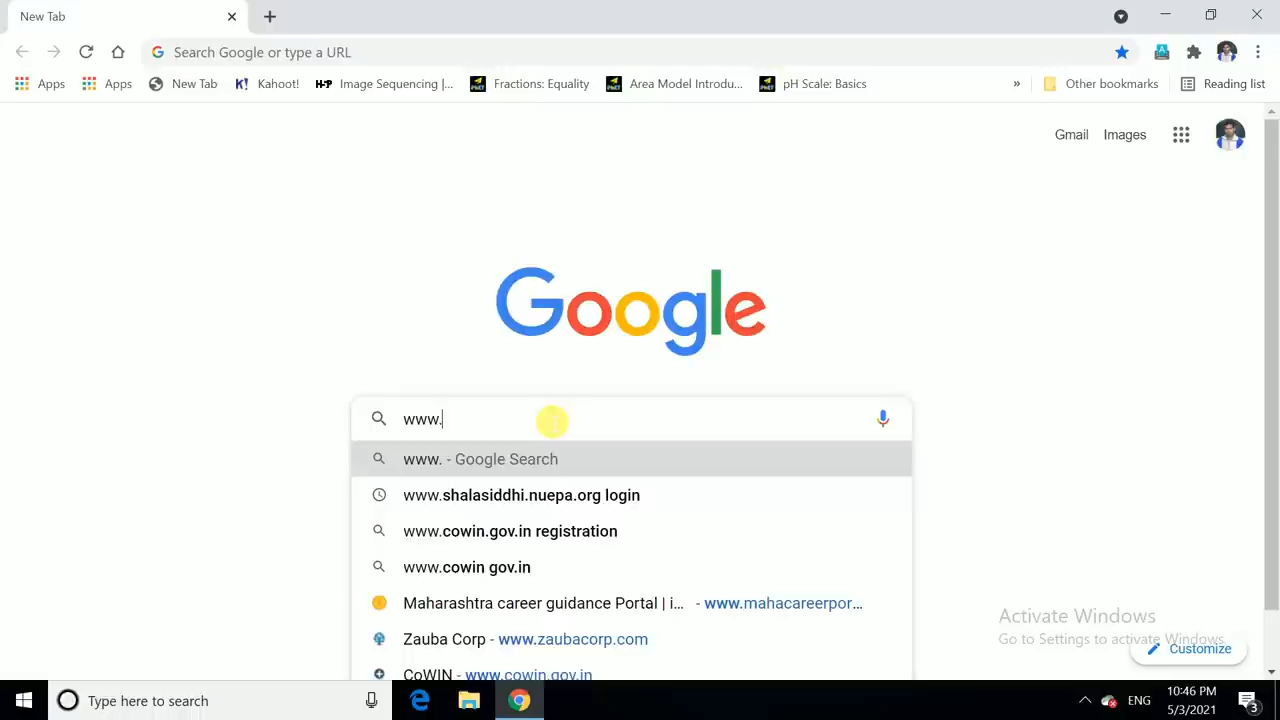 New Tab
Search Google or type a URL
Apps Apps New Tab K! Kahoot! H-P Image Sequencing |... Fractions: Equality Area Model Introdu... pH Scale: Basics » Other bookmarks Reading list
Gmail Images
Google
www.
www. - Google Search
www.shalasiddhi.nuepa.org login
www.cowin.gov.in registration
www.cowin gov.in
Maharashtra career guidance Portal | i... - www.mahacareerpor...
Zauba Corp - www.zaubacorp.com
CoWIN - www.cowin.gov.in
Activate Windows
Go to Settings to activate Windows.
Customize
Type here to search
ENG
10:46 PM
5/3/2021
3